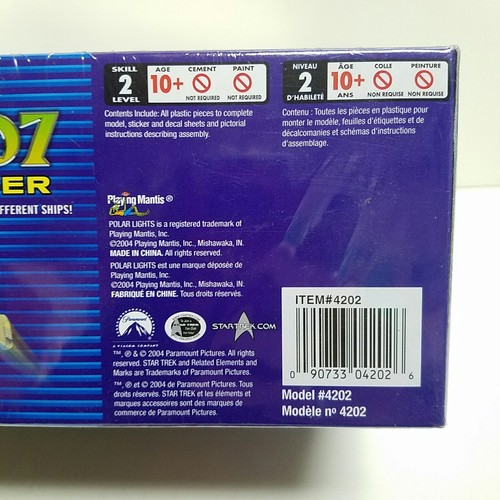 SKILL 2 LEVEL
AGE 10+
CEMENT NOT REQUIRED
PAINT NOT REQUIRED
Contents Include: All plastic pieces to complete
model, sticker and decal sheets and pictorial
instructions describing assembly.
NIVEAU 2 D'HABILETÉ
ÂGE 10+ ANS
COLLE NON REQUISE
PEINTURE NON REQUISE
Contenu : Toutes les pièces en plastique pour
monter le modèle, feuilles d'étiquettes et de
décalcomanies et schémas d'instructions
d'assemblage.
07
ER
FFERENT SHIPS!
Playing Mantis®
POLAR LIGHTS is a registered trademark of
Playing Mantis, Inc.
©2004 Playing Mantis, Inc., Mishawaka, IN.
MADE IN CHINA. All rights reserved.
POLAR LIGHTS est une marque déposée de
Playing Mantis, Inc.
©2004 Playing Mantis, Inc., Mishawaka, IN.
FABRIQUÉ EN CHINE. Tous droits réservés.
Paramount
A VIACOM COMPANY
STARTREK.COM
™, ® & © 2004 Paramount Pictures. All rights
reserved. STAR TREK and Related Elements and
Marks are Trademarks of Paramount Pictures.
™, ® et © 2004 de Paramount Pictures. Tous
droits réservés. STAR TREK et les éléments et
marques accessoires sont des marques de
commerce de Paramount Pictures.
ITEM#4202
0 90733 04202 6
Model #4202
Modèle nº 4202